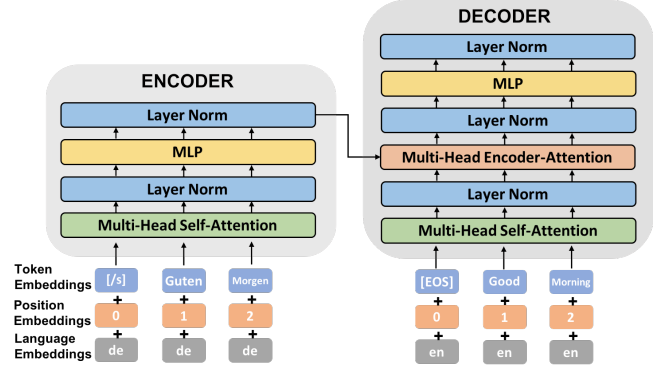 DECODER
Layer Norm
MLP
Layer Norm
Multi-Head Encoder-Attention
Layer Norm
Multi-Head Self-Attention
ENCODER
Layer Norm
MLP
Layer Norm
Multi-Head Self-Attention
Token
Embeddings
[/s] Guten Morgen
[EOS] Good Morning
+ + + + + +
Position
Embeddings
0 1 2
0 1 2
+ + + + + +
Language
Embeddings
de de de
en en en